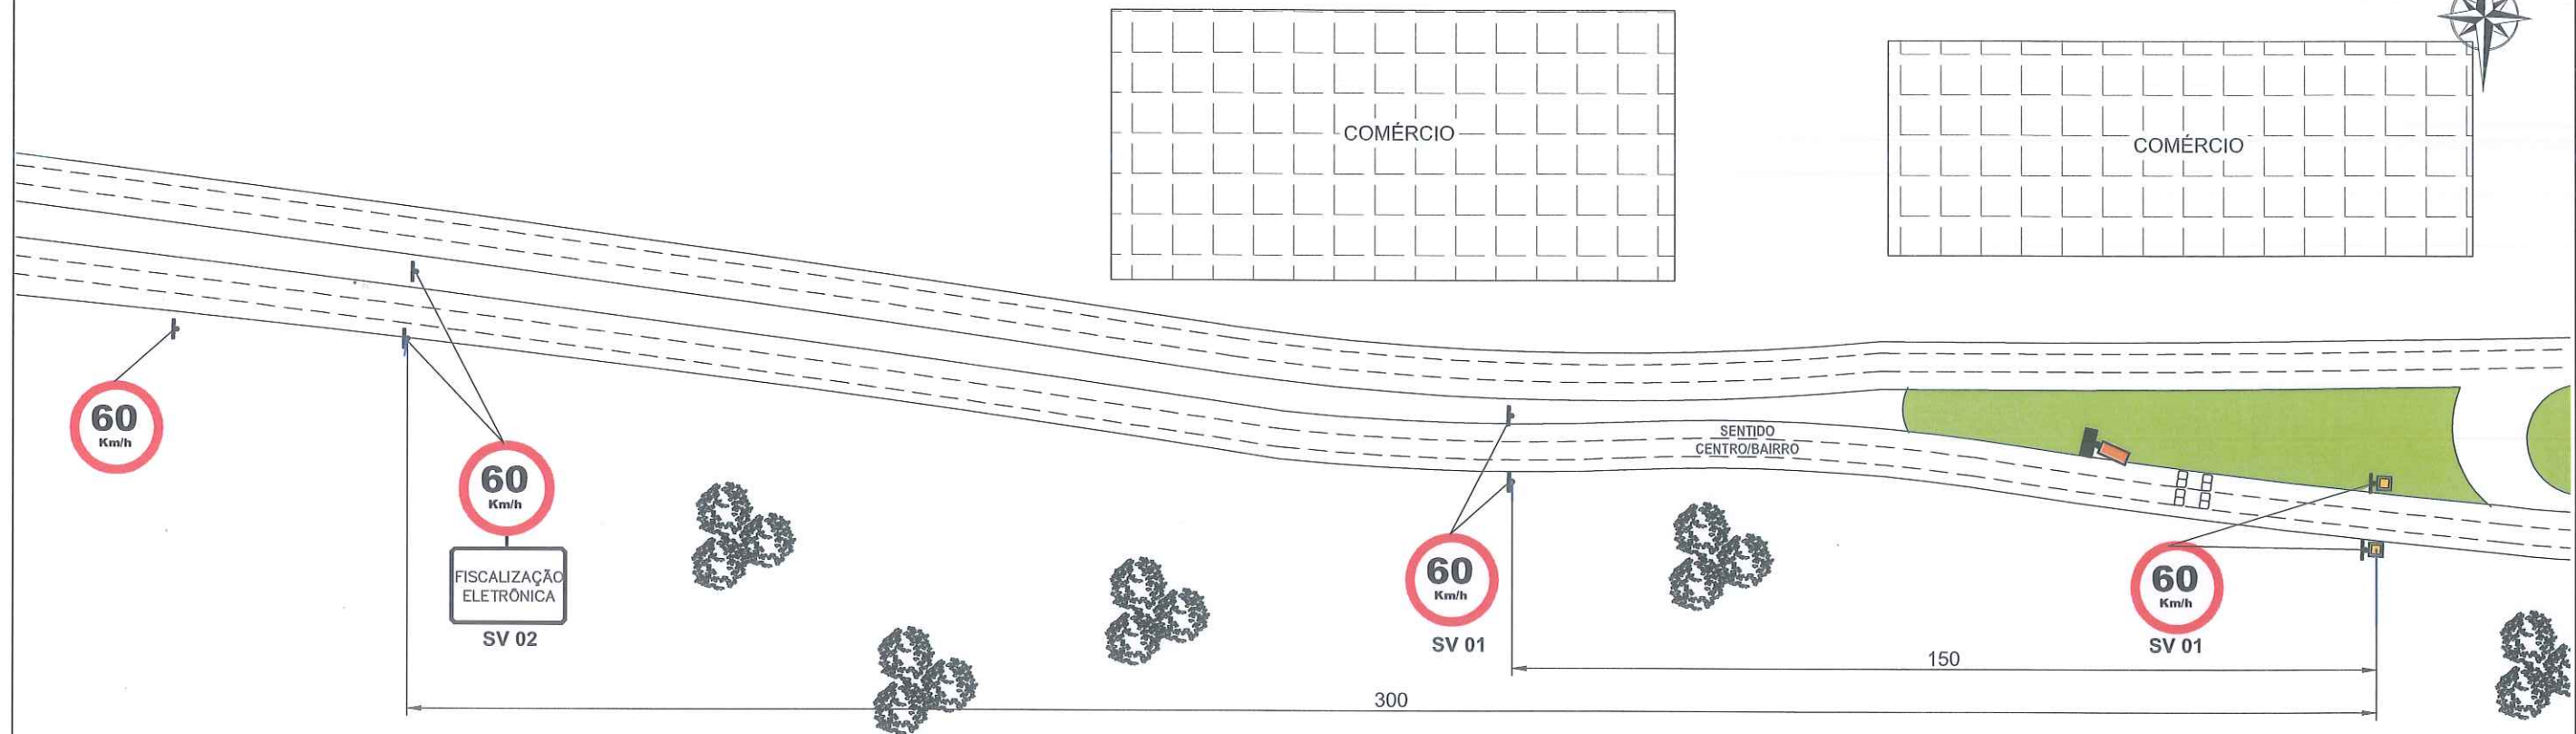 COMÉRCIO
COMÉRCIO
SENTIDO
CENTRO/BAIRRO
60
Km/h
60
Km/h
FISCALIZAÇÃO
ELETRÔNICA
SV 02
60
Km/h
SV 01
60
Km/h
SV 01
150
300